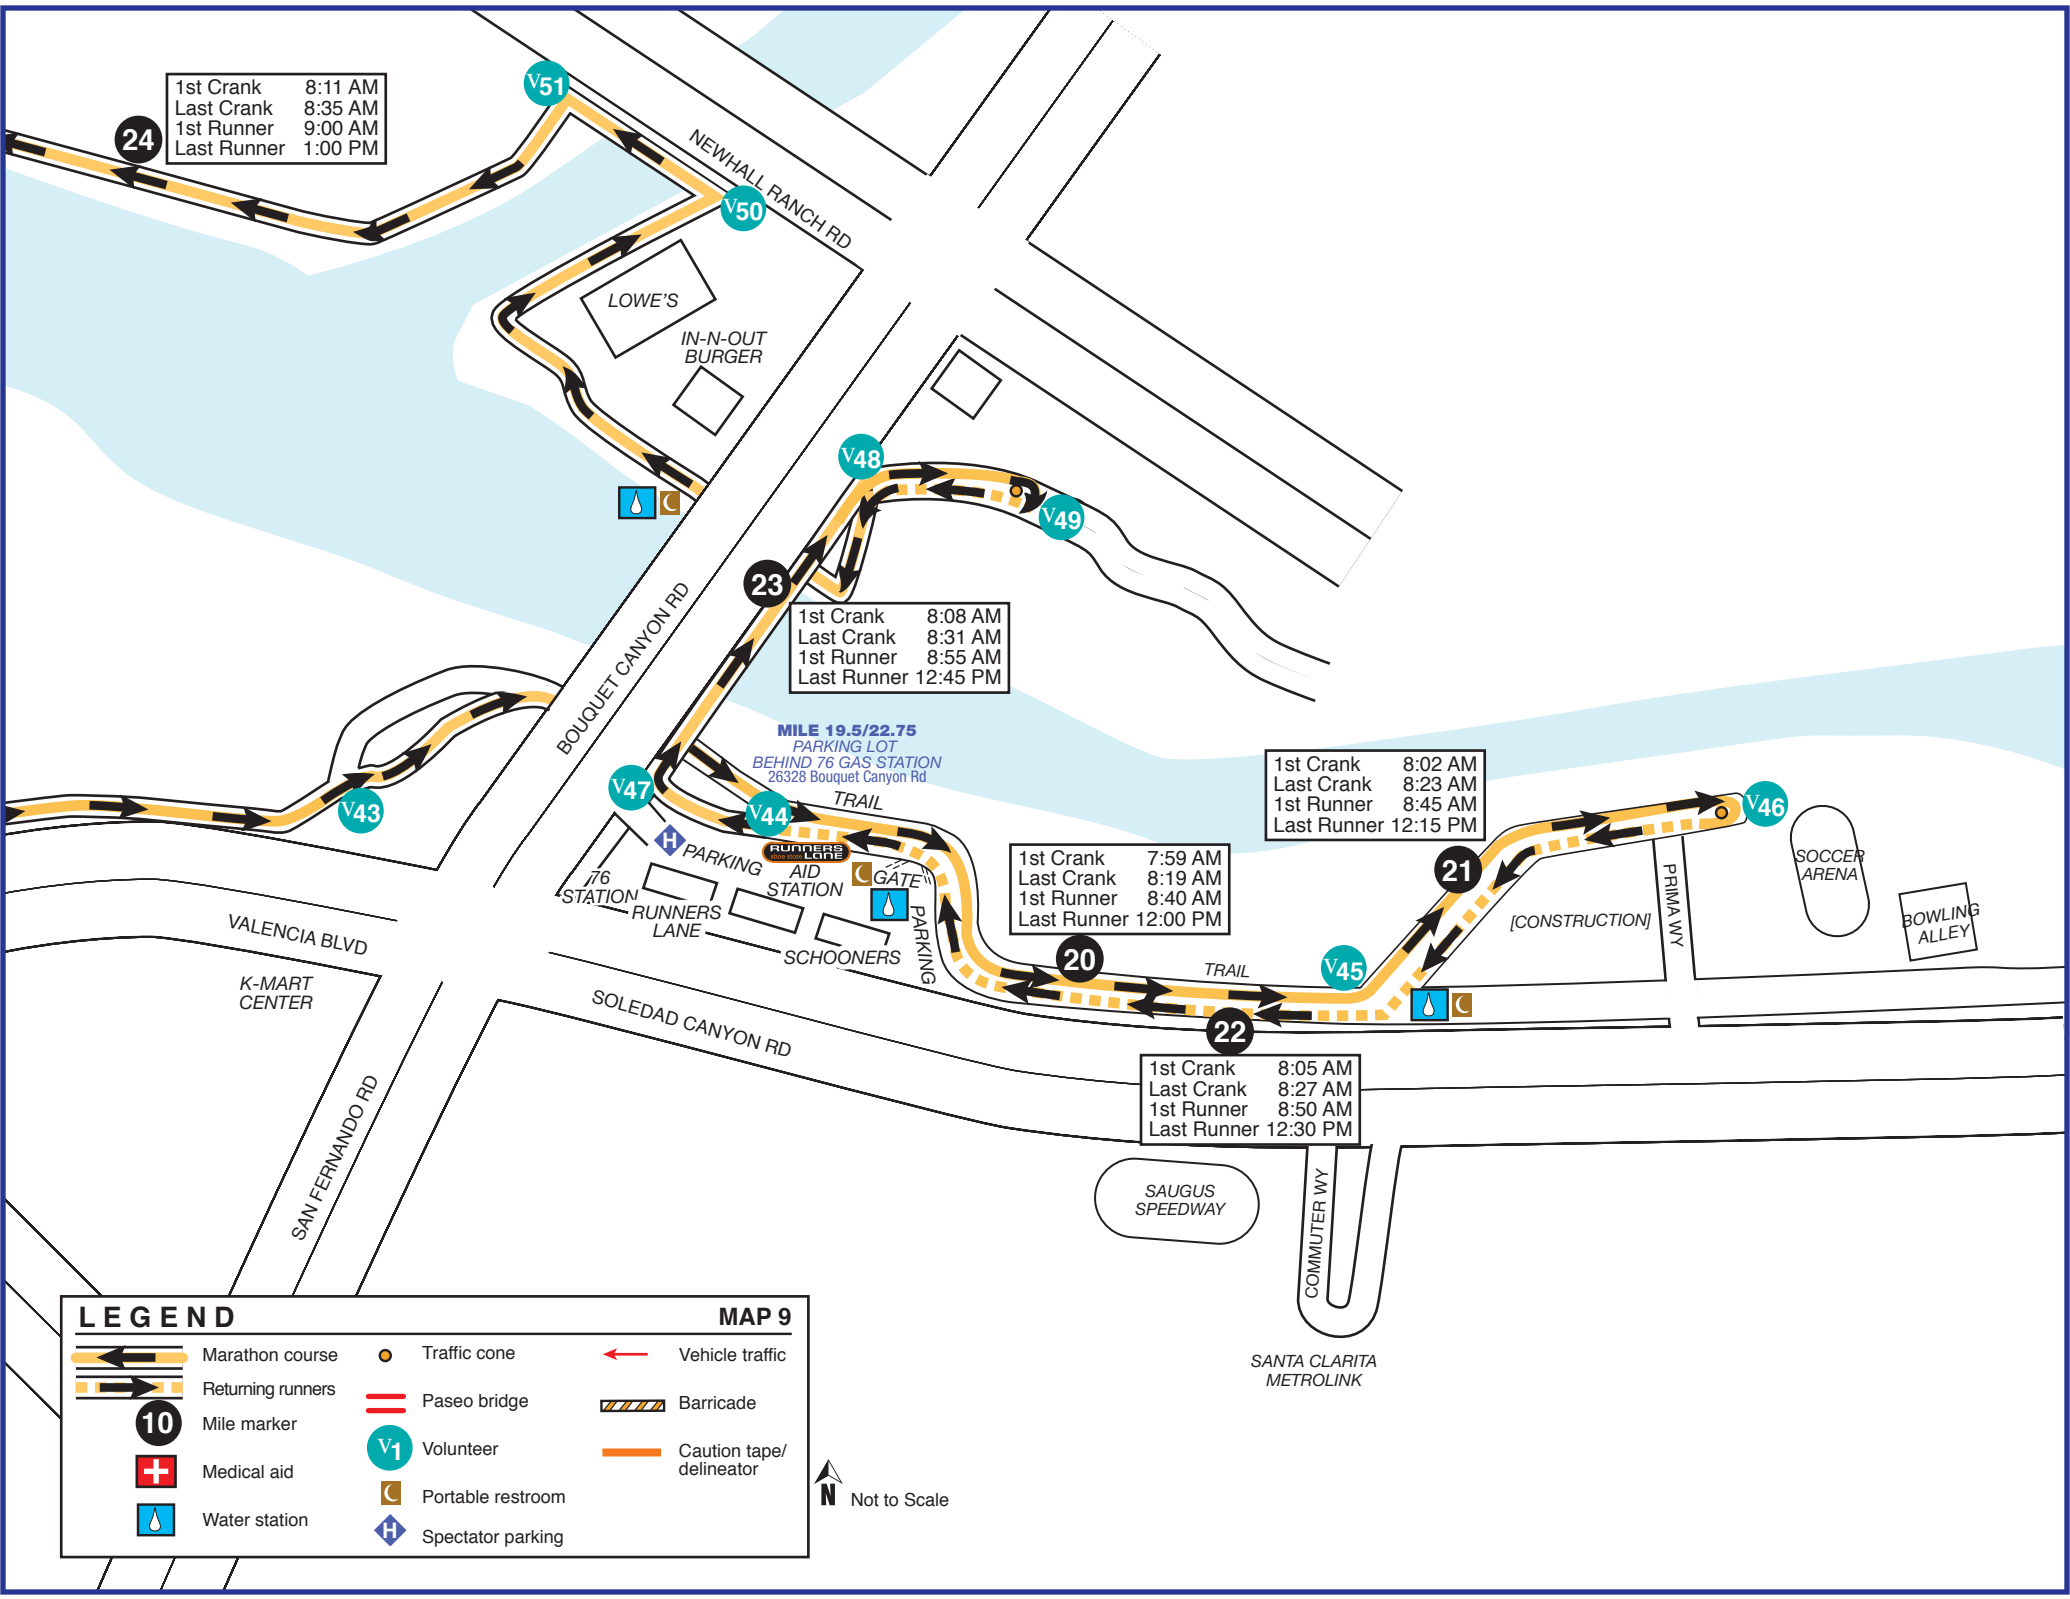 V51
24
1st Crank 8:11 AM
Last Crank 8:35 AM
1st Runner 9:00 AM
Last Runner 1:00 PM
NEWHALL RANCH RD
V50
LOWE'S
IN-N-OUT
BURGER
V48
V49
23
1st Crank 8:08 AM
Last Crank 8:31 AM
1st Runner 8:55 AM
Last Runner 12:45 PM
BOUQUET CANYON RD
MILE 19.5/22.75
PARKING LOT
BEHIND 76 GAS STATION
26328 Bouquet Canyon Rd
V43
V47
V44
TRAIL
H
PARKING
RUNNERS
shoe store LANE
AID
STATION
GATE
PARKING
76
STATION
RUNNERS
LANE
SCHOONERS
1st Crank 8:02 AM
Last Crank 8:23 AM
1st Runner 8:45 AM
Last Runner 12:15 PM
V46
21
SOCCER
ARENA
BOWLING
ALLEY
PRIMA WY
[CONSTRUCTION]
1st Crank 7:59 AM
Last Crank 8:19 AM
1st Runner 8:40 AM
Last Runner 12:00 PM
20
TRAIL
V45
22
1st Crank 8:05 AM
Last Crank 8:27 AM
1st Runner 8:50 AM
Last Runner 12:30 PM
VALENCIA BLVD
K-MART
CENTER
SOLEDAD CANYON RD
SAN FERNANDO RD
SAUGUS
SPEEDWAY
COMMUTER WY
SANTA CLARITA
METROLINK
LEGEND MAP 9
Marathon course
Returning runners
10 Mile marker
Medical aid
Water station
Traffic cone
Paseo bridge
V1 Volunteer
Portable restroom
H Spectator parking
Vehicle traffic
Barricade
Caution tape/
delineator
N Not to Scale